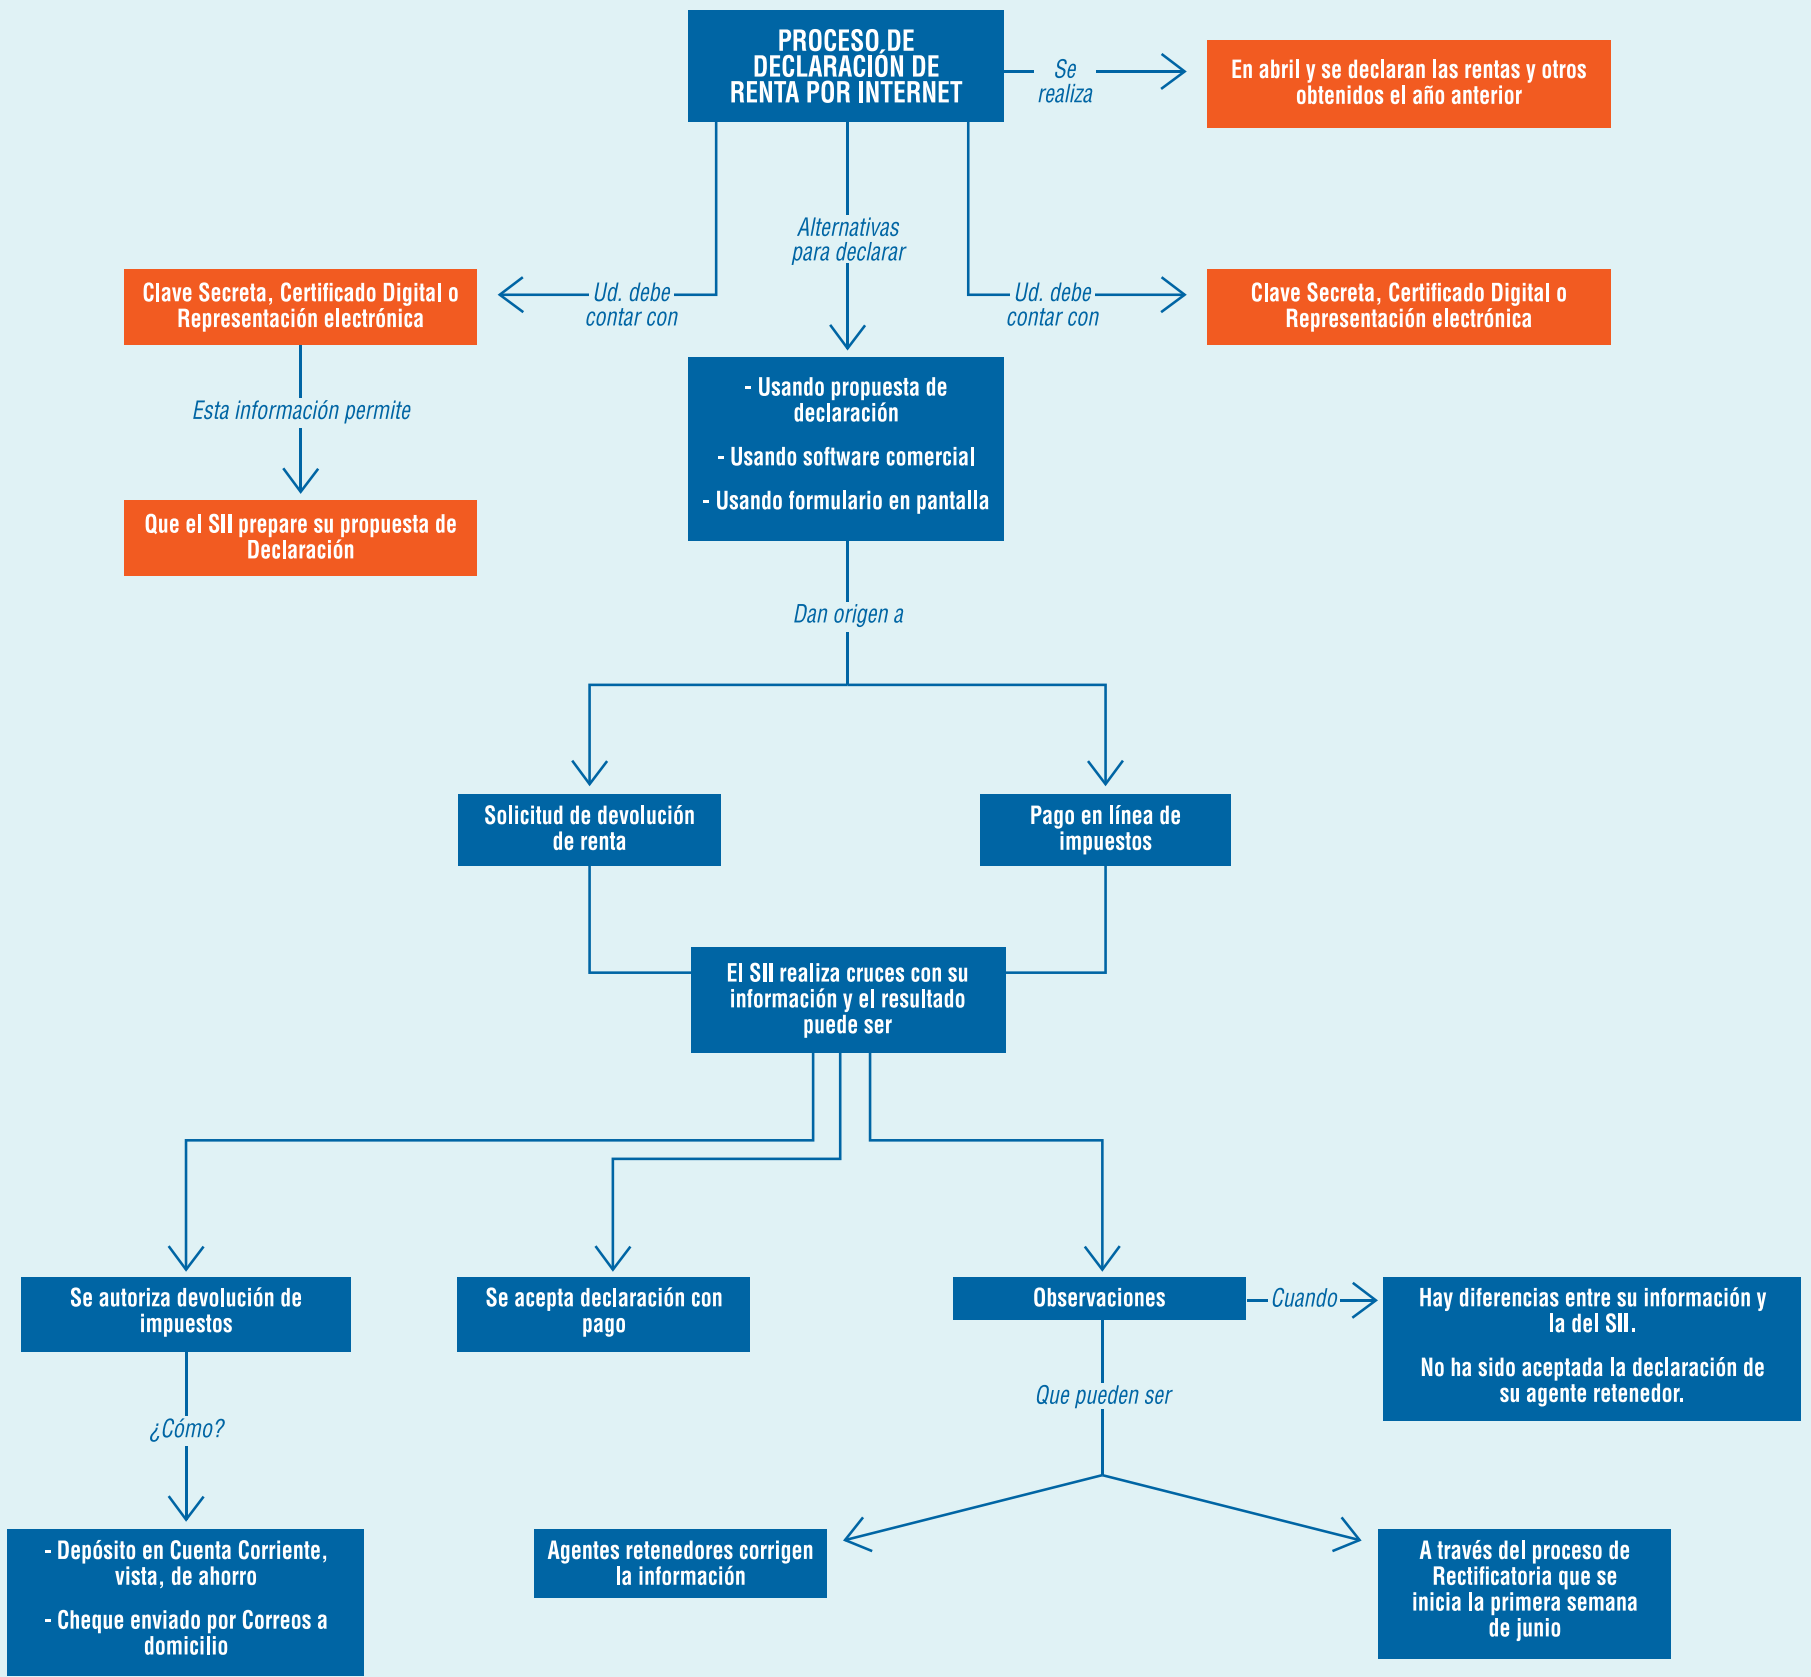 PROCESO DE
DECLARACIÓN DE
RENTA POR INTERNET
Se
realiza
En abril y se declaran las rentas y otros
obtenidos el año anterior
Alternativas
para declarar
Clave Secreta, Certificado Digital o
Representación electrónica
Ud. debe
contar con
Ud. debe
contar con
Clave Secreta, Certificado Digital o
Representación electrónica
Esta información permite
- Usando propuesta de
declaración
- Usando software comercial
- Usando formulario en pantalla
Que el SII prepare su propuesta de
Declaración
Dan origen a
Solicitud de devolución
de renta
Pago en línea de
impuestos
El SII realiza cruces con su
información y el resultado
puede ser
Se autoriza devolución de
impuestos
Se acepta declaración con
pago
Observaciones
Cuando
Hay diferencias entre su información y
la del SII.
No ha sido aceptada la declaración de
su agente retenedor.
Que pueden ser
¿Cómo?
- Depósito en Cuenta Corriente,
vista, de ahorro
- Cheque enviado por Correos a
domicilio
Agentes retenedores corrigen
la información
A través del proceso de
Rectificatoria que se
inicia la primera semana
de junio